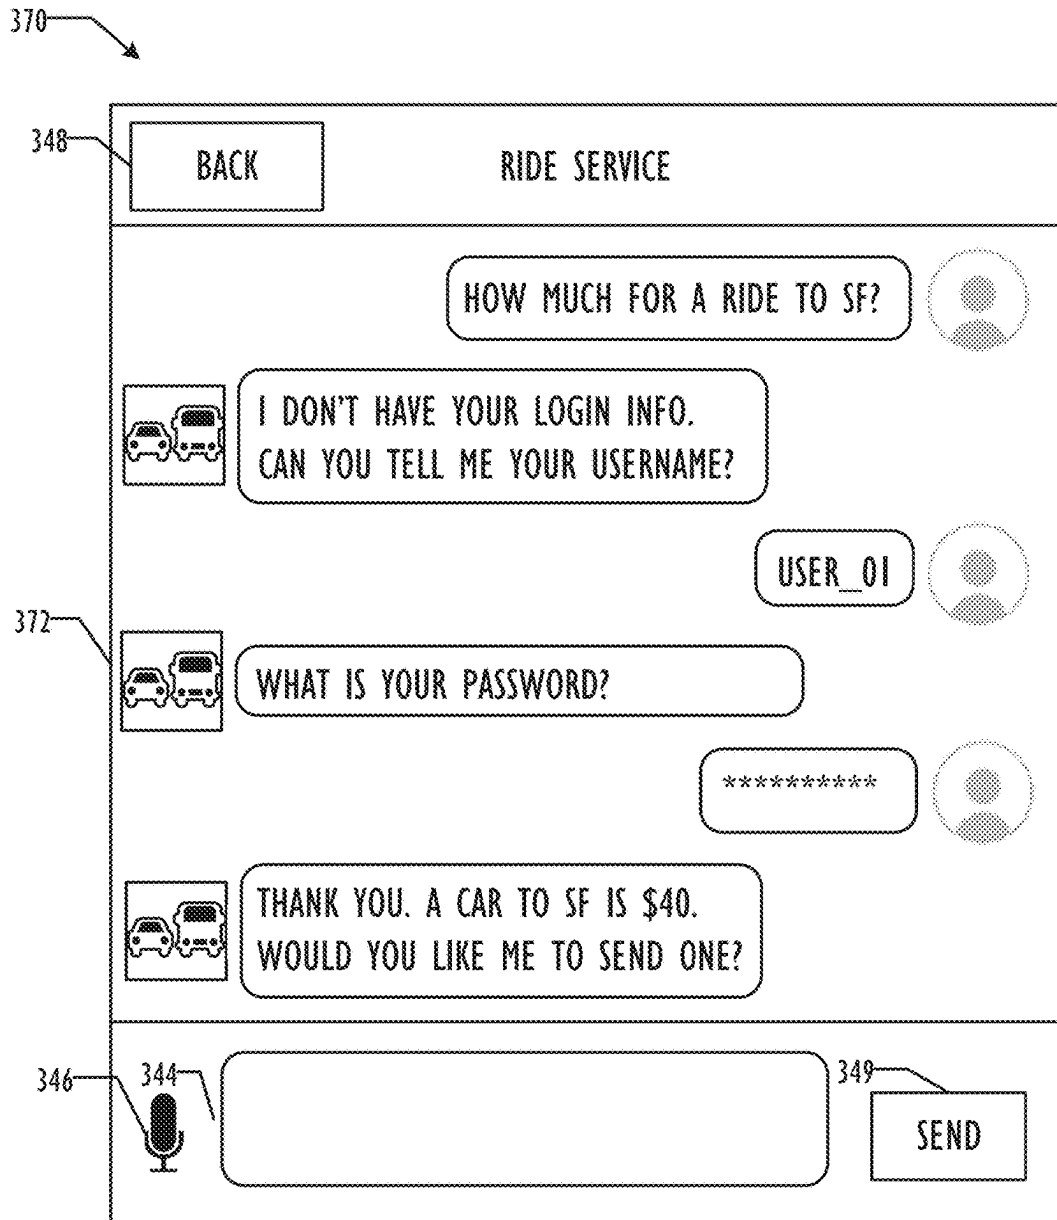 370
348
BACK
RIDE SERVICE
HOW MUCH FOR A RIDE TO SF?
I DON'T HAVE YOUR LOGIN INFO.
CAN YOU TELL ME YOUR USERNAME?
USER_01
372
WHAT IS YOUR PASSWORD?
**********
THANK YOU. A CAR TO SF IS $40.
WOULD YOU LIKE ME TO SEND ONE?
346
344
349
SEND